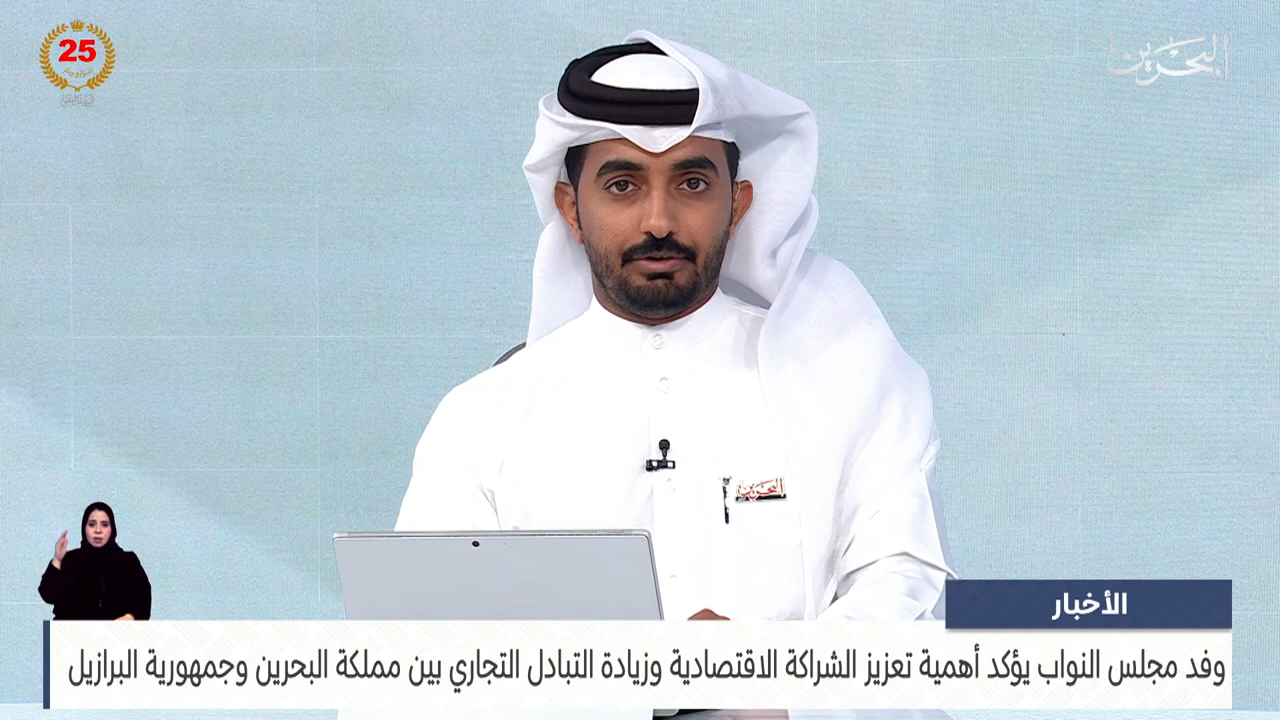 25
البحرين
البحرين
الأخبار
وفد مجلس النواب يؤكد أهمية تعزيز الشراكة الاقتصادية وزيادة التبادل التجاري بين مملكة البحرين وجمهورية البرازيل